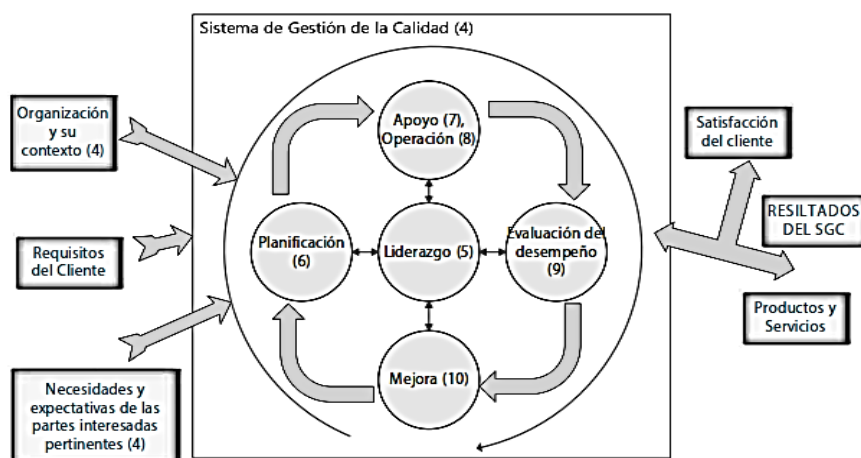 Sistema de Gestión de la Calidad (4)
Organización
y su
contexto (4)
Requisitos
del Cliente
Necesidades y
expectativas de las
partes interesadas
pertinentes (4)
Apoyo (7),
Operación (8)
Planificación
(6)
Liderazgo (5)
Evaluación del
desempeño
(9)
Mejora (10)
Satisfacción
del cliente
RESILTADOS
DEL SGC
Productos y
Servicios